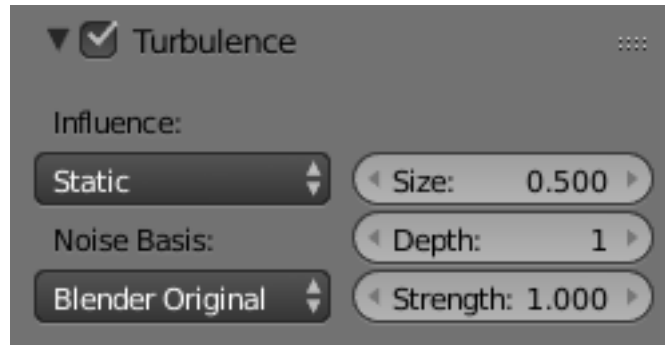 Turbulence
Influence:
Static
Size: 0.500
Noise Basis:
Depth: 1
Blender Original
Strength: 1.000